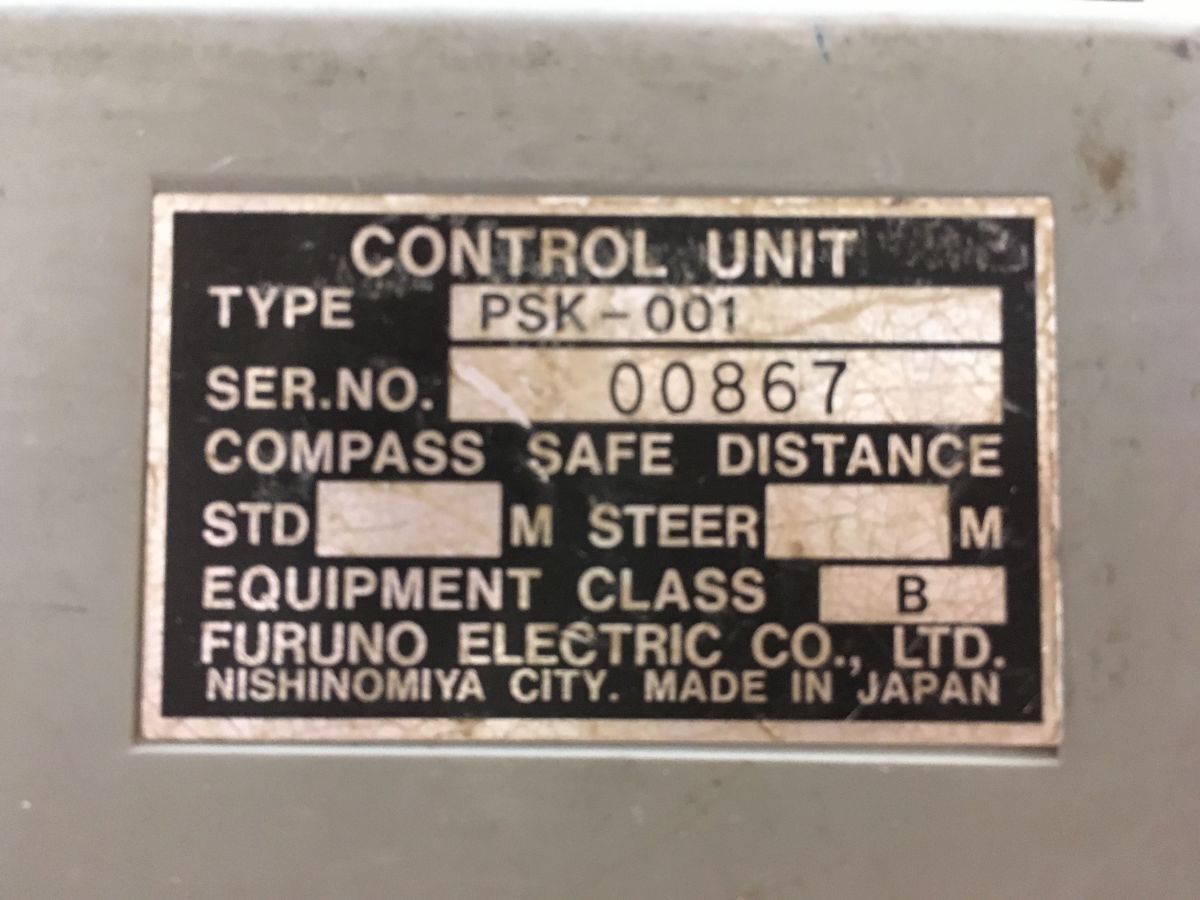 CONTROL UNIT
TYPE PSK-001
SER.NO. 00867
COMPASS SAFE DISTANCE
STD M STEER M
EQUIPMENT CLASS B
FURUNO ELECTRIC CO., LTD.
NISHINOMIYA CITY. MADE IN JAPAN